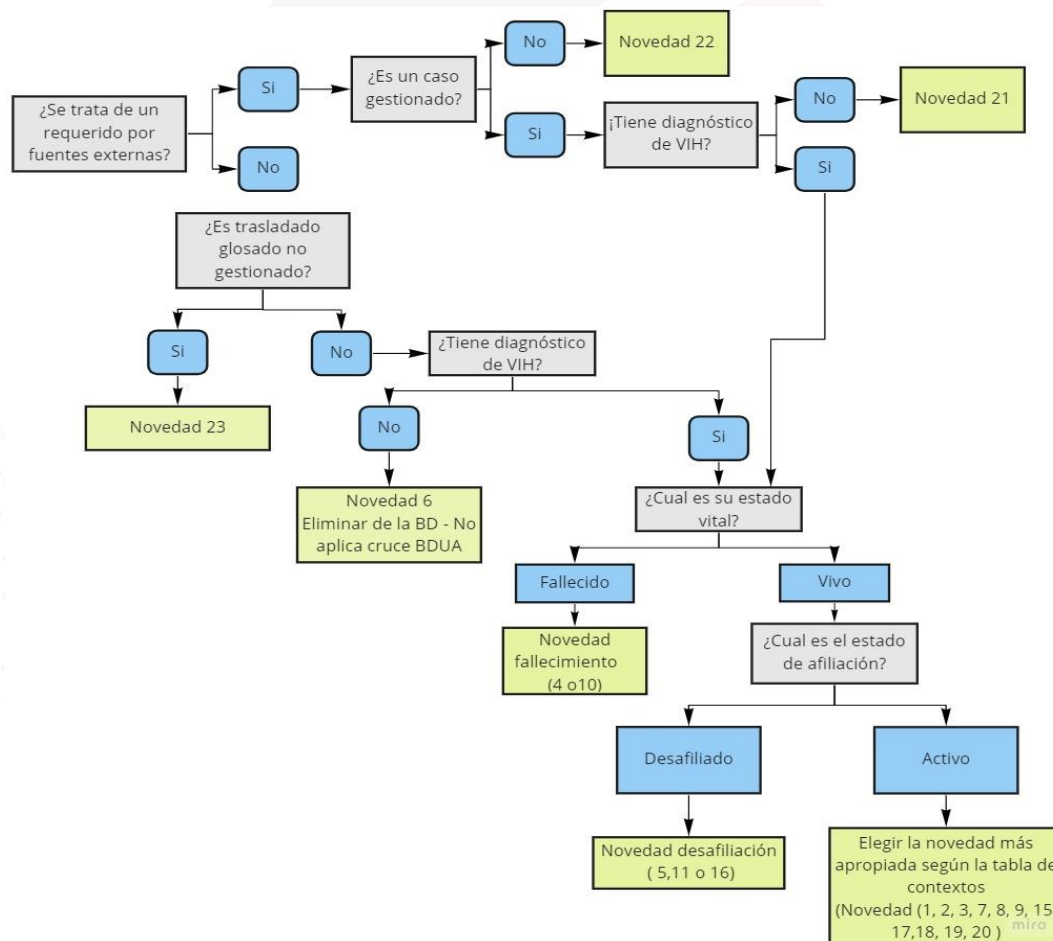 ¿Se trata de un
requerido por
fuentes externas?
Si
No
¿Es un caso
gestionado?
No
Novedad 22
Si
¡Tiene diagnóstico
de VIH?
No
Novedad 21
Si
¿Es trasladado
glosado no
gestionado?
Si
Novedad 23
No
¿Tiene diagnóstico
de VIH?
No
Novedad 6
Eliminar de la BD - No
aplica cruce BDUA
Si
¿Cual es su estado
vital?
Fallecido
Novedad
fallecimiento
(4 o10)
Vivo
¿Cual es el estado
de afiliación?
Desafiliado
Novedad desafiliación
( 5,11 o 16)
Activo
Elegir la novedad más
apropiada según la tabla de
contextos
(Novedad (1, 2, 3, 7, 8, 9, 15
17,18, 19, 20 )
miro